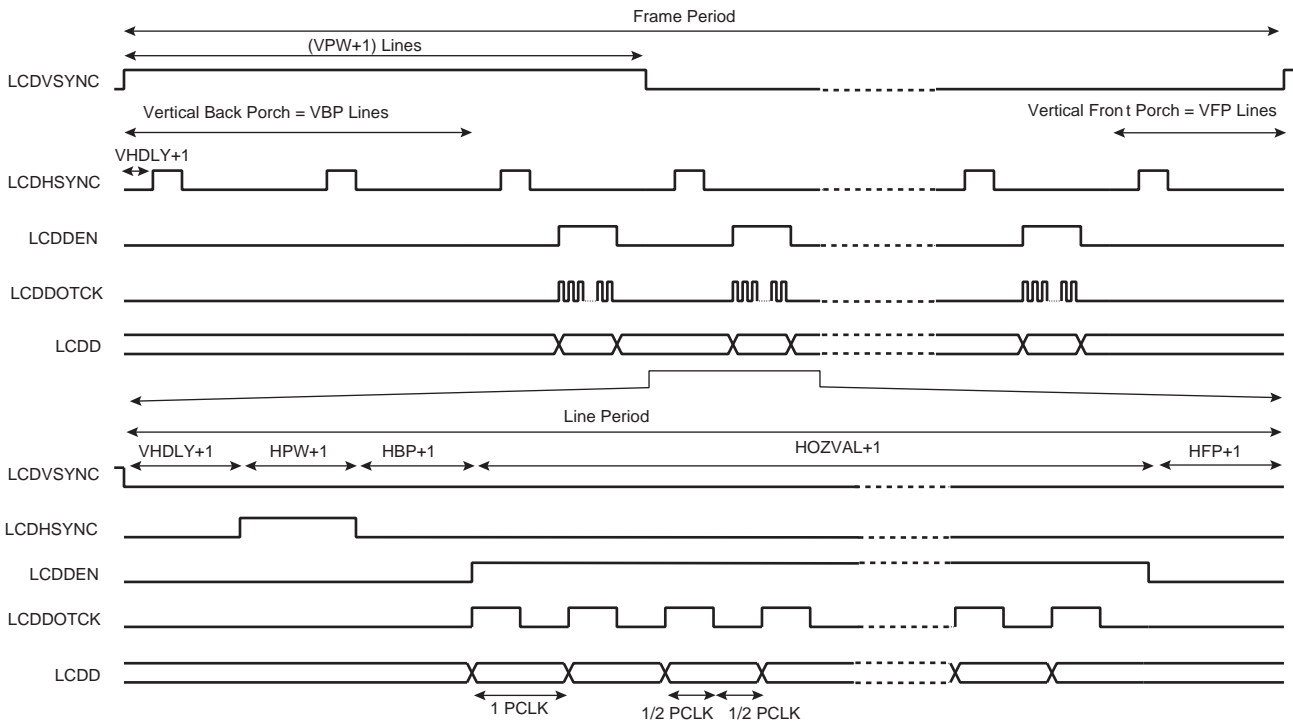 Frame Period
(VPW+1) Lines
LCDVSYNC
Vertical Back Porch = VBP Lines
Vertical Front Porch = VFP Lines
VHDLY+1
LCDHSYNC
LCDDEN
LCDDOTCK
LCDD
Line Period
VHDLY+1 HPW+1 HBP+1 HOZVAL+1 HFP+1
LCDVSYNC
LCDHSYNC
LCDDEN
LCDDOTCK
LCDD
1 PCLK 1/2 PCLK 1/2 PCLK